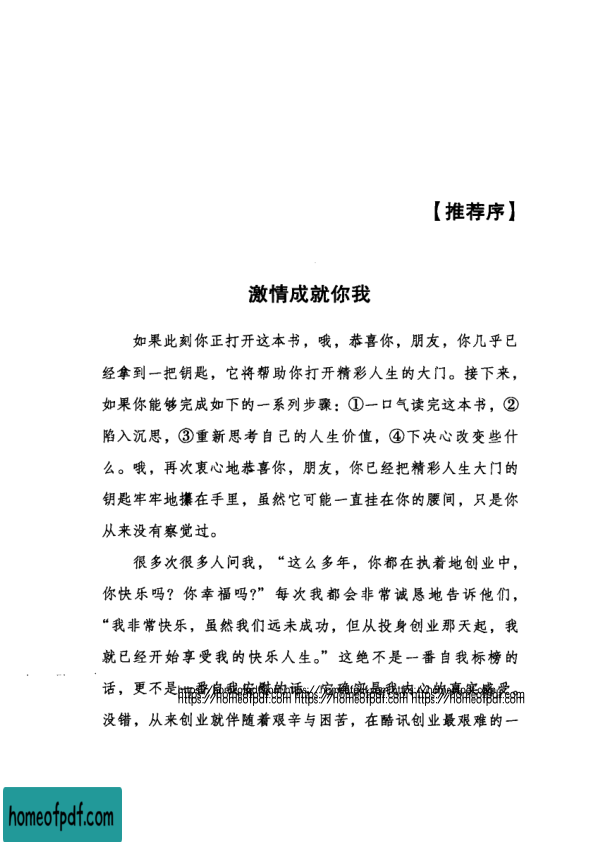 【推荐序】
激情成就你我
如果此刻你正打开这本书，哦，恭喜你，朋友，你几乎已
经拿到一把钥匙，它将帮助你打开精彩人生的大门。接下来，
如果你能够完成如下的一系列步骤：①一口气读完这本书，②
陷入沉思，③重新思考自己的人生价值，④下决心改变些什
么。哦，再次衷心地恭喜你，朋友，你已经把精彩人生大门的
钥匙牢牢地攥在手里，虽然它可能一直挂在你的腰间，只是你
从来没有察觉过。
很多次很多人问我，“这么多年，你都在执着地创业中，
你快乐吗？你幸福吗?”每次我都会非常诚恳地告诉他们，
“我非常快乐，虽然我们远未成功，但从投身创业那天起，我
就已经开始享受我的快乐人生。”这绝不是一番自我标榜的
话，更不是一番自我安慰的话，它确实是我内心的真实感受。
https://homeofpdf.com https://homeofpdf.com https://homeofpdf.com
没错，从来创业就伴随着艰辛与困苦，在酷讯创业最艰难的一
homeofpdf.com